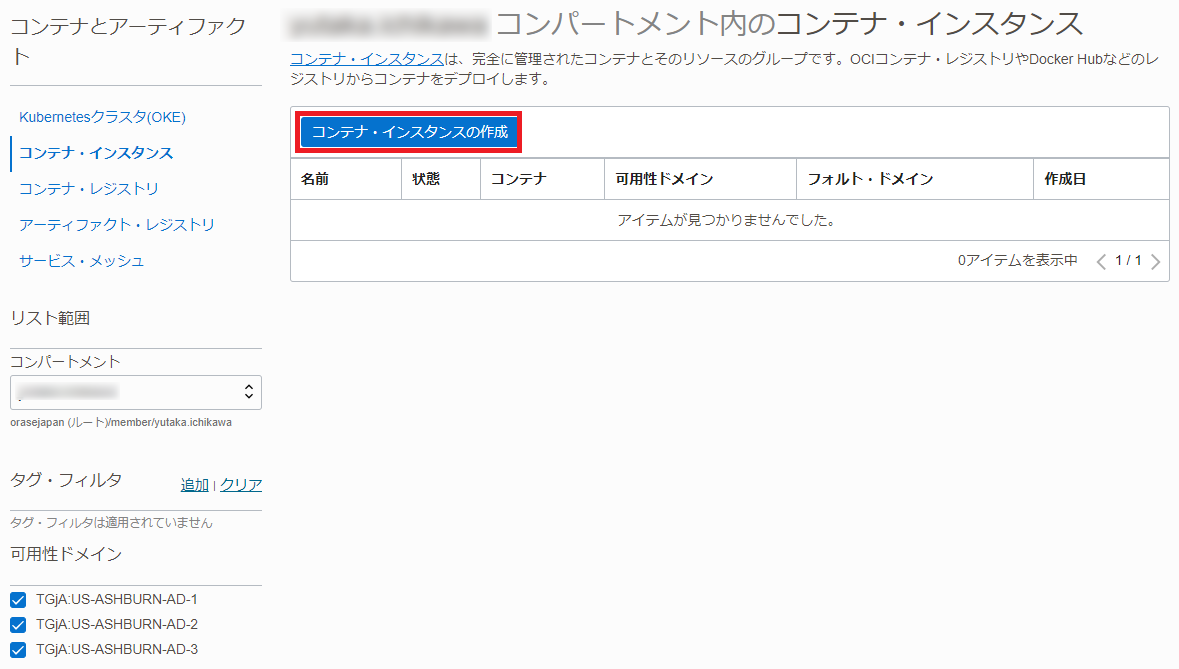 コンテナとアーティファク
ト
Kubernetesクラスタ(OKE)
コンテナ・インスタンス
コンテナ・レジストリ
アーティファクト・レジストリ
サービス・メッシュ
リスト範囲
コンパートメント
orasejapan (ルート)/member/yutaka.ichikawa
タグ・フィルタ 追加 | クリア
タグ・フィルタは適用されていません
可用性ドメイン
TGjA:US-ASHBURN-AD-1
TGjA:US-ASHBURN-AD-2
TGjA:US-ASHBURN-AD-3
コンパートメント内のコンテナ・インスタンス
コンテナ・インスタンスは、完全に管理されたコンテナとそのリソースのグループです。OCIコンテナ・レジストリやDocker Hubなどのレ
ジストリからコンテナをデプロイします。
コンテナ・インスタンスの作成
名前 状態 コンテナ 可用性ドメイン フォルト・ドメイン 作成日
アイテムが見つかりませんでした。
0アイテムを表示中 1 / 1